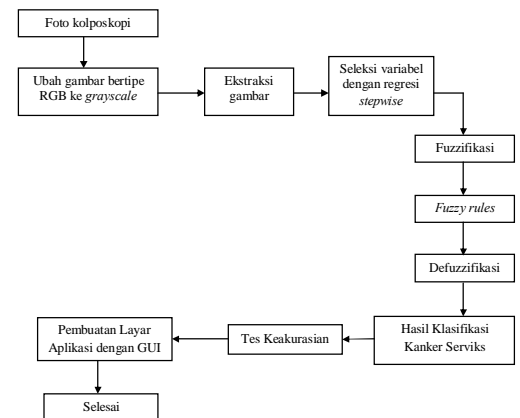 Foto kolposkopi
Ubah gambar bertipe
RGB ke grayscale
Ekstraksi
gambar
Seleksi variabel
dengan regresi
stepwise
Fuzzifikasi
Fuzzy rules
Defuzzifikasi
Hasil Klasifikasi
Kanker Serviks
Tes Keakurasian
Pembuatan Layar
Aplikasi dengan GUI
Selesai